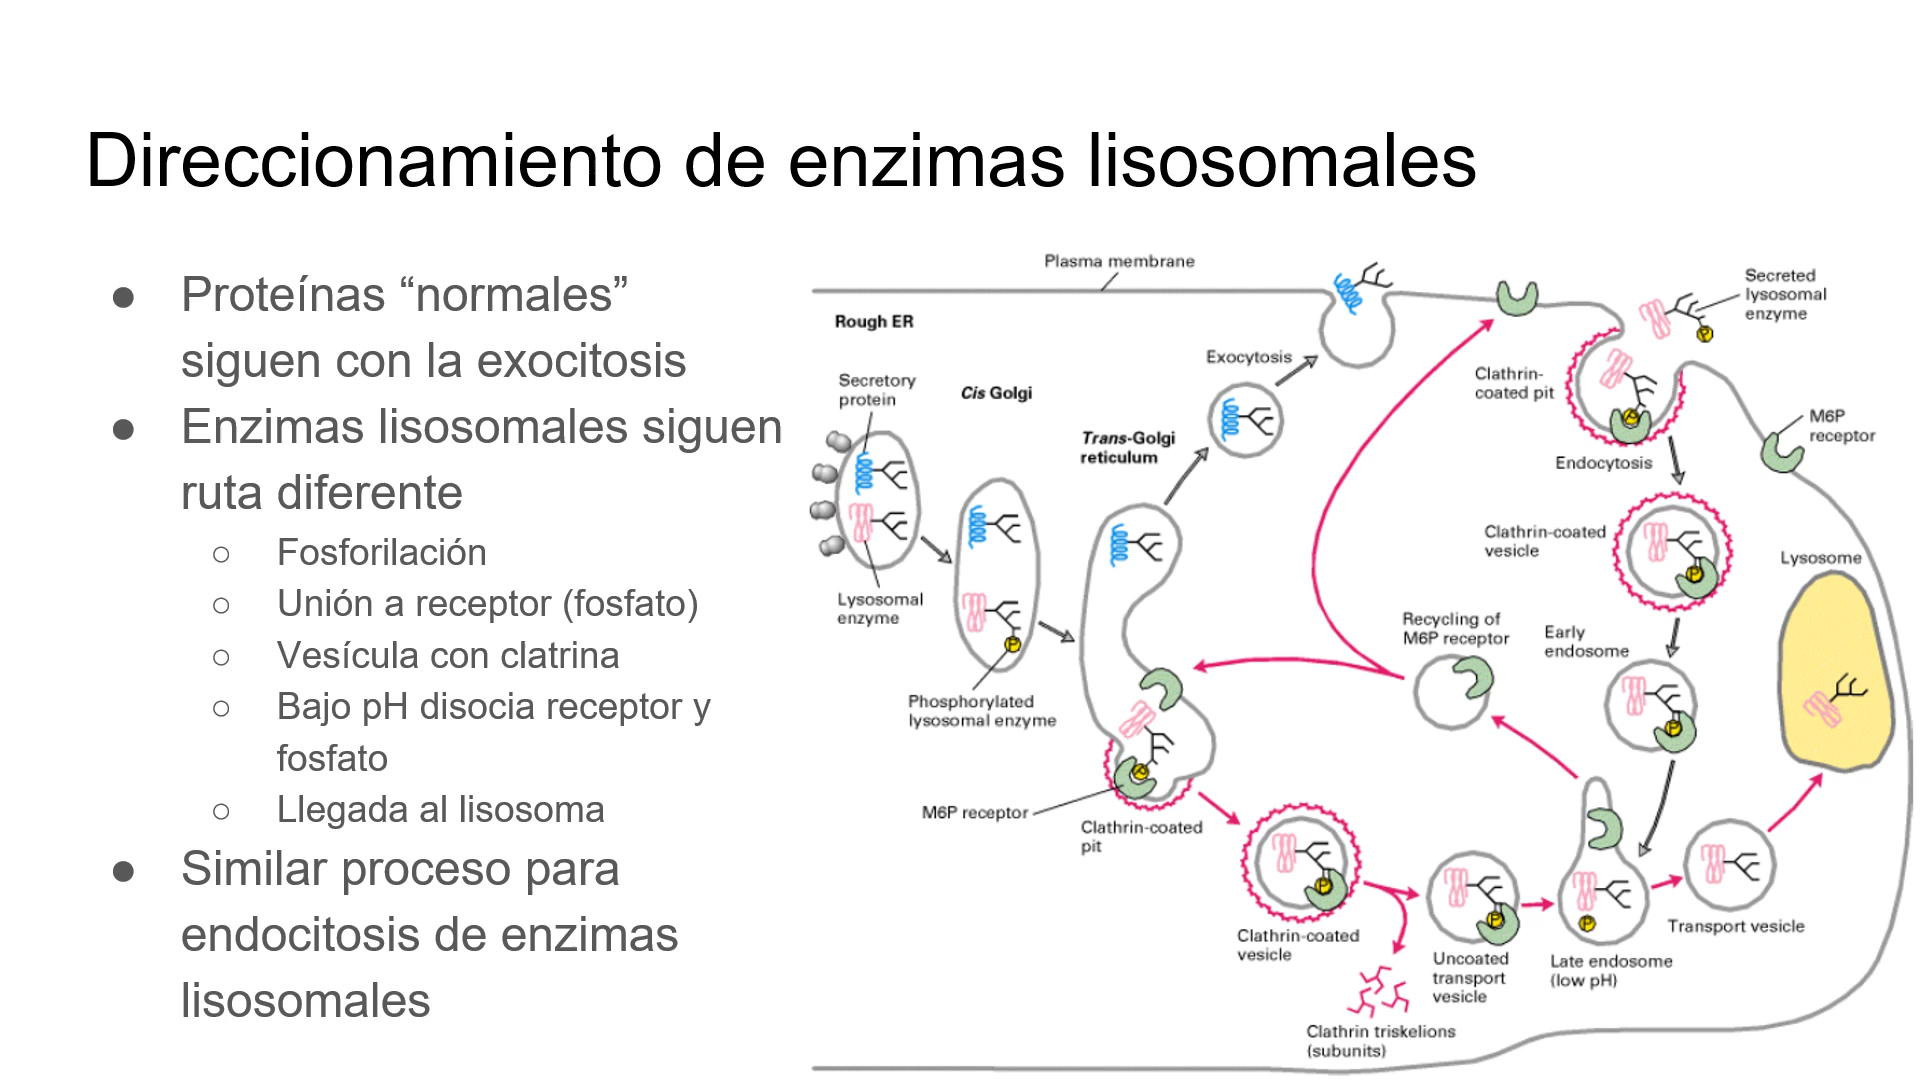 Direccionamiento de enzimas lisosomales
● Proteínas “normales”
siguen con la exocitosis
● Enzimas lisosomales siguen
ruta diferente
○ Fosforilación
○ Unión a receptor (fosfato)
○ Vesícula con clatrina
○ Bajo pH disocia receptor y
fosfato
○ Llegada al lisosoma
● Similar proceso para
endocitosis de enzimas
lisosomales
Plasma membrane
Rough ER
Secretory
protein
Cis Golgi
Lysosomal
enzyme
P
Phosphorylated
lysosomal enzyme
Trans-Golgi
reticulum
Exocytosis
P
M6P receptor
Clathrin-coated
pit
P
Clathrin-coated
vesicle
Clathrin triskelions
(subunits)
P
Uncoated
transport
vesicle
P
Late endosome
(low pH)
Transport vesicle
Recycling of
M6P receptor
Secreted
lysosomal
enzyme
P
Clathrin-
coated pit
P
M6P
receptor
Endocytosis
Clathrin-coated
vesicle
P
Early
endosome
P
Lysosome